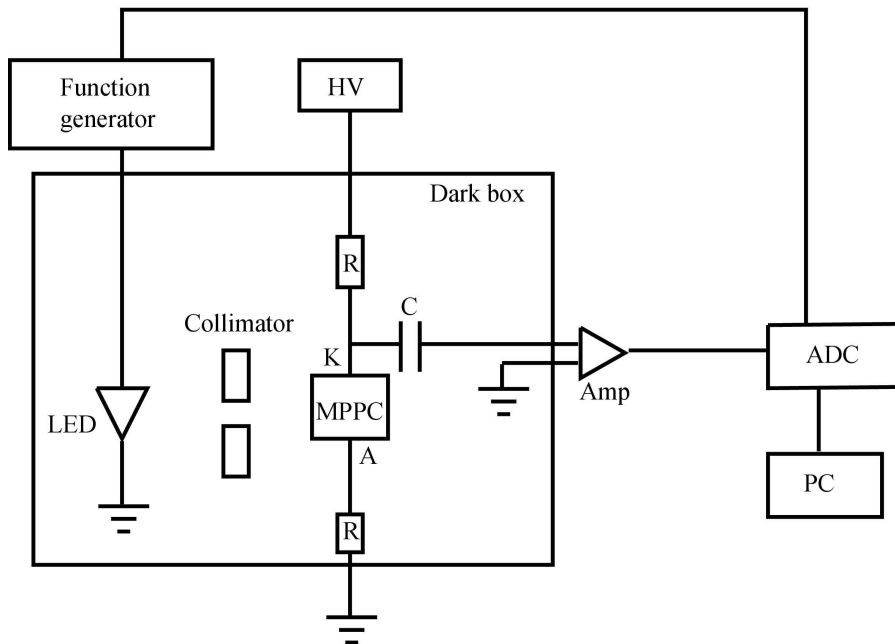 Function
generator
HV
Dark box
R
Collimator
C
K
LED
MPPC
A
Amp
ADC
PC
R